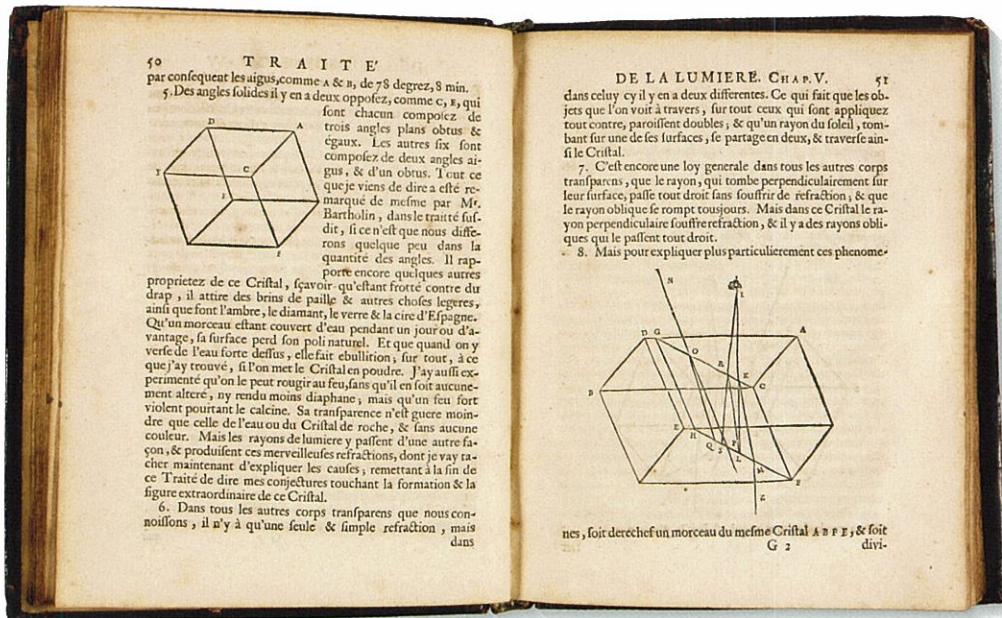 50 TRAITE'
par consequent les aigus, comme A & B, de 78 degrez, 8 min.
5. Des angles solides il y en a deux opposez, comme C, E, qui
sont chacun composez de
trois angles plans obtus &
égaux. Les autres six sont
composez de deux angles ai-
gus, & d'un obtus. Tout ce
que je viens de dire a esté re-
marqué de mesme par Mr.
Bartholin, dans le traitté sus-
dit, si ce n'est que nous diffe-
rons quelque peu dans la
quantité des angles. Il rap-
porte encore quelques autres
proprietez de ce Cristal, sçavoir qu'estant frotté contre du
drap, il attire des brins de paille & autres choses legeres,
ainsi que font l'ambre, le diamant, le verre & la cire d'Espagne.
Qu'un morceau estant couvert d'eau pendant un jour ou d'a-
vantage, sa surface perd son poli naturel. Et que quand on y
verse de l'eau forte dessus, elle fait ebullition; sur tout, à ce
que j'ay trouvé, si l'on met le Cristal en poudre. J'ay aussi ex-
perimenté qu'on le peut rougir au feu, sans qu'il en soit aucune-
ment alteré, ny rendu moins diaphane; mais qu'un feu fort
violent pourtant le calcine. Sa transparence n'est guere moin-
dre que celle de l'eau ou du Cristal de roche, & sans aucune
couleur. Mais les rayons de lumiere y passent d'une autre fa-
çon, & produisent ces merveilleuses refractions, dont je vay ta-
cher maintenant d'expliquer les causes; remettant à la fin de
ce Traité de dire mes conjectures touchant la formation & la
figure extraordinaire de ce Cristal.
6. Dans tous les autres corps transparens que nous con-
noissons, il n'y à qu'une seule & simple refraction, mais
dans
D A
C
DE LA LUMIERE. CHAP. V. 51
dans celuy cy il y en a deux differentes. Ce qui fait que les ob-
jets que l'on voit à travers, sur tout ceux qui sont appliquez
tout contre, paroissent doubles; & qu'un rayon du soleil, tom-
bant sur une de ses surfaces, se partage en deux, & traverse ain-
si le Cristal.
7. C'est encore une loy generale dans tous les autres corps
transparens, que le rayon, qui tombe perpendiculairement sur
leur surface, passe tout droit sans souffrir de refraction; & que
le rayon oblique se rompt tousjours. Mais dans ce Cristal le ra-
yon perpendiculaire souffre refraction, & il y a des rayons obli-
ques qui le passent tout droit.
8. Mais pour expliquer plus particulierement ces phenome-
N
I
D G A
O
R K
B C
E H
Q S P
L
M F
Z
nes, soit derechef un morceau du mesme Cristal A B F E, & soit
G 2 divi-